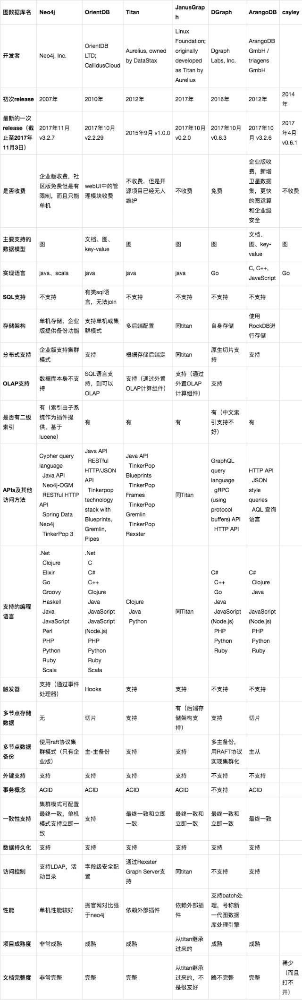 图数据库名
Neo4j
OrientDB
Titan
JanusGrap
h
DGraph
ArangoDB
cayley
开发者
Neo4j, Inc.
OrientDB
LTD;
CallidusCloud
Aurelius, owned
by DataStax
Linux
Foundation;
originally
developed
as Titan by
Aurelius
Dgraph
Labs, Inc.
ArangoDB
GmbH /
triagens
GmbH
初次release
2007年
2010年
2012年
2017年
2016年
2012年
2014
年
最新的一次
release（截
止至2017年
11月3日）
2017年11月
v3.2.7
2017年10月
v2.2.29
2015年9月 v1.0.0
2017年10月
v0.2.0
2017年10月
v0.8.3
2017年10
月 v3.2.6
2017
年4月
v0.6.1
是否收费
企业版收费，社
区版免费但是有
限制，而且只能
单机
webUI中的管
理模块收费
不收费，但是开
源项目已经无人
维护
不收费
免费
企业版收
费，新增
卫星数据
集，更快
的图运算
和企业级
安全
不收费
主要支持的
数据模型
图
文档、图、
key-value
图
图
图
文档、
图、key-
value
图
实现语言
java、scala
java
java
java
Go
C, C++,
JavaScript
Go
SQL支持
不支持
有类sql语
言，无法join
不支持
不支持
不支持
不支持
存储架构
单机存储，企业
版提供备份功能
支持单机或集
群模式
多后端配置
同titan
自身存储
使用
RockDB进
行存储
分布式支持
企业版支持集群
模式
支持
根据存储后端定
同titan
原生切片支
持
支持
OLAP支持
数据库本身不支
持
SQL语言支
持，则可以
OLAP
支持（通过外置
OLAP计算组件）
支持（通过
外置OLAP
计算组件）
支持
是否有二级
索引
有（索引由子系
统作为插件提
供，基于
lucene）
有
有
有
有（中文索
引支持不
好）
有
APIs及其他
访问方法
Cypher query
language
Java API
Neo4j-OGM
RESTful HTTP
API
Spring Data
Neo4j
TinkerPop 3
Java API
RESTful
HTTP/JSON
API
Tinkerpop
technology
stack with
Blueprints,
Gremlin,
Pipes
Java API
TinkerPop
Blueprints
TinkerPop
Frames
TinkerPop
Gremlin
TinkerPop
Rexster
同Titan
GraphQL
query
language
gRPC
(using
protocol
buffers) API
HTTP API
HTTP API
JSON
style
queries
AQL 查询
语言
支持的编程
语言
.Net
Clojure
Elixir
Go
Groovy
Haskell
Java
JavaScript
Perl
PHP
Python
Ruby
Scala
.Net
C
C#
C++
Clojure
Java
JavaScript
JavaScript
(Node.js)
PHP
Python
Ruby
Scala
Clojure
Java
Python
同Titan
C#
C++
Go
Java
JavaScript
(Node.js)
PHP
Python
Ruby
C#
Clojure
Java
JavaScript
(Node.js)
PHP
Python
Ruby
触发器
支持（通过事件
处理器）
Hooks
支持
支持
不支持
不支持
多节点存储
数据
无
切片
支持
有（后端存
储架构支
持）
支持
切片
多节点数据
备份
使用raft协议集
群模式（只有企
业版）
主-主备份
支持
支持
多主备份，
用RAFT协议
实现集群化
主从
外键支持
支持
支持
支持
支持
不支持
不支持
事务概念
ACID
ACID
ACID
ACID
不支持
ACID
一致性支持
集群模式可配置
最终一致，单机
模式支持立即一
致
支持
最终一致和立即
一致
最终一致和
立即一致
最终一致和
立即一致
最终一致
数据持久化
支持
支持
支持
支持
支持
支持
访问控制
支持LDAP，活
动目录
字段级安全配
置
通过Rexster
Graph Server支
持
同titan
不支持
支持
性能
单机性能较好
据官网对比强
于neo4j
依赖外部插件
依赖外部插
件
支持batch处
理，号称新
一代图数据
库处理引擎
项目成熟度
非常成熟
成熟
成熟
从titan继承
过来的
成熟
成熟
文档完整度
非常完整
完整
完整
从titan继承
过来的，不
是很友好
略不完整
完整
稀少
（而且
打不
开）